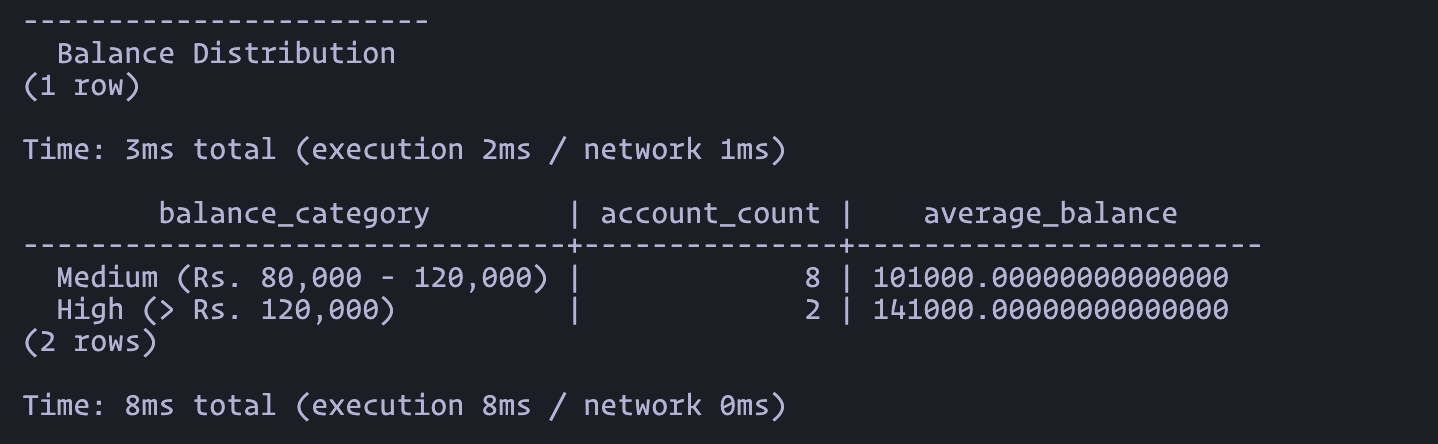 ------------------------
  Balance Distribution
(1 row)

Time: 3ms total (execution 2ms / network 1ms)

        balance_category        | account_count |    average_balance
--------------------------------+---------------+------------------------
  Medium (Rs. 80,000 - 120,000) |             8 | 101000.00000000000000
  High (> Rs. 120,000)          |             2 | 141000.00000000000000
(2 rows)

Time: 8ms total (execution 8ms / network 0ms)